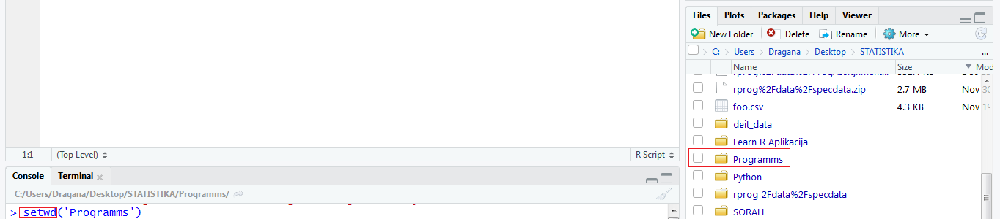 Files Plots Packages Help Viewer
New Folder Delete Rename More
C: Users Dragana Desktop STATISTIKA ...
Name Size Mod
rprog%2Fdata%2Fspecdata.zip 2.7 MB Nov 30
foo.csv 4.3 KB Nov 19
deit_data
Learn R Aplikacija
Programms
Python
rprog_2Fdata%2Fspecdata
SORAH
1:1 (Top Level) R Script
Console Terminal
C:/Users/Dragana/Desktop/STATISTIKA/Programms/
> setwd('Programms')